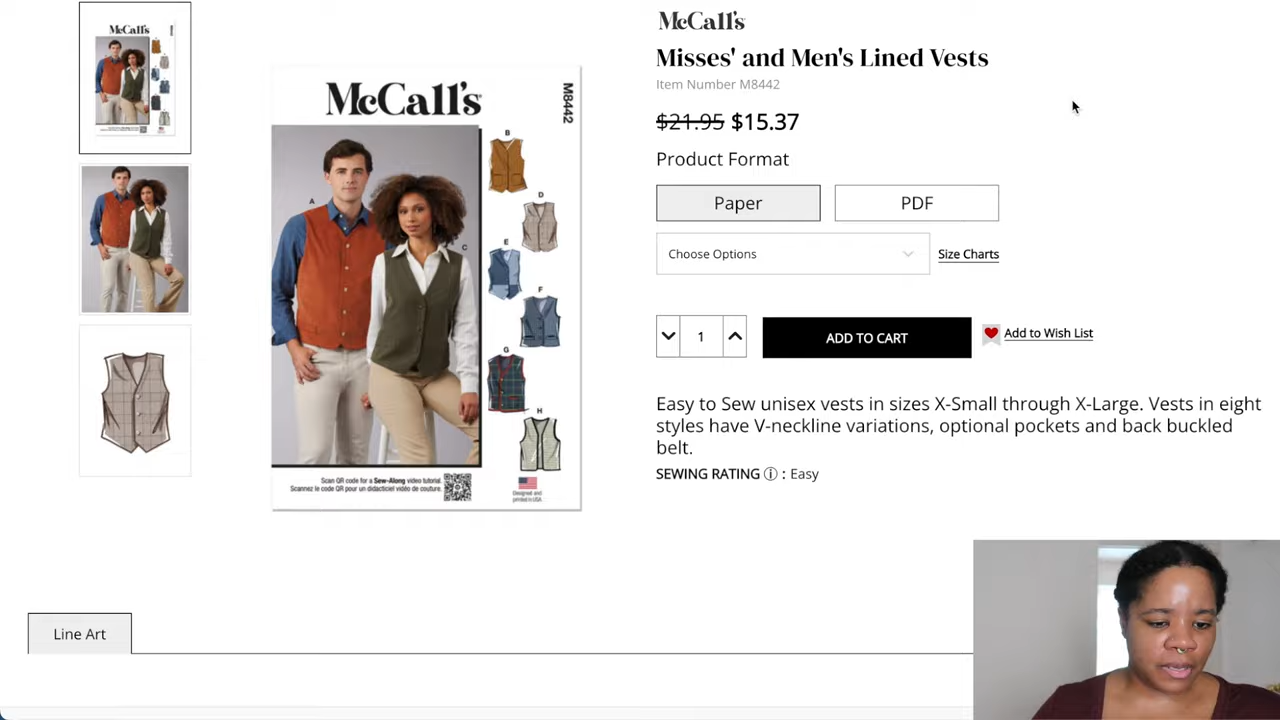 McCall's
Misses' and Men's Lined Vests
Item Number M8442
$21.95 $15.37
Product Format
Paper
PDF
Choose Options
Size Charts
1
ADD TO CART
Add to Wish List
Easy to Sew unisex vests in sizes X-Small through X-Large. Vests in eight
styles have V-neckline variations, optional pockets and back buckled
belt.
SEWING RATING ⓘ : Easy
McCall's
McCall's
M8442
A
B
C
D
E
F
G
H
Scan QR code for a Sew-Along video tutorial.
Scannez le code QR pour un didacticiel vidéo de couture.
Designed and
printed in USA
Line Art